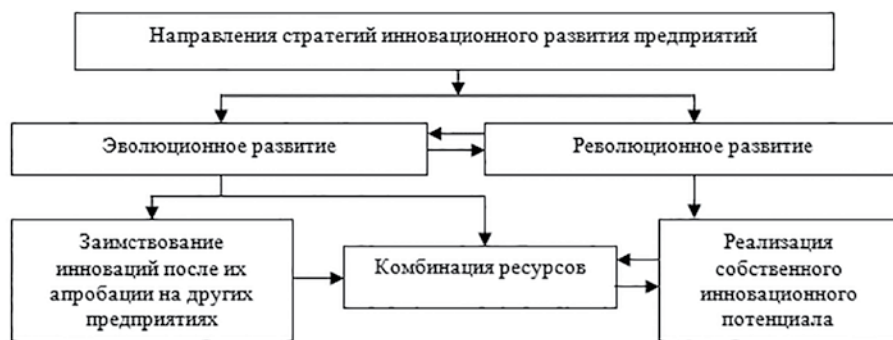 Направления стратегий инновационного развития предприятий
Эволюционное развитие
Революционное развитие
Заимствование
инноваций после их
апробации на других
предприятиях
Комбинация ресурсов
Реализация
собственного
инновационного
потенциала